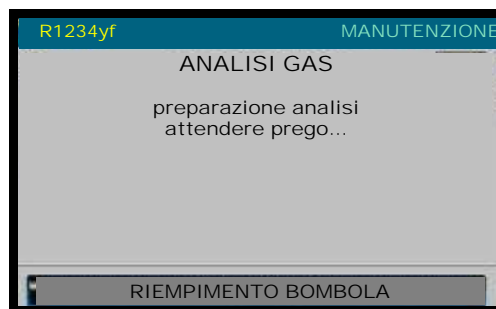 R1234yf MANUTENZIONE
ANALISI GAS
preparazione analisi
attendere prego...
RIEMPIMENTO BOMBOLA